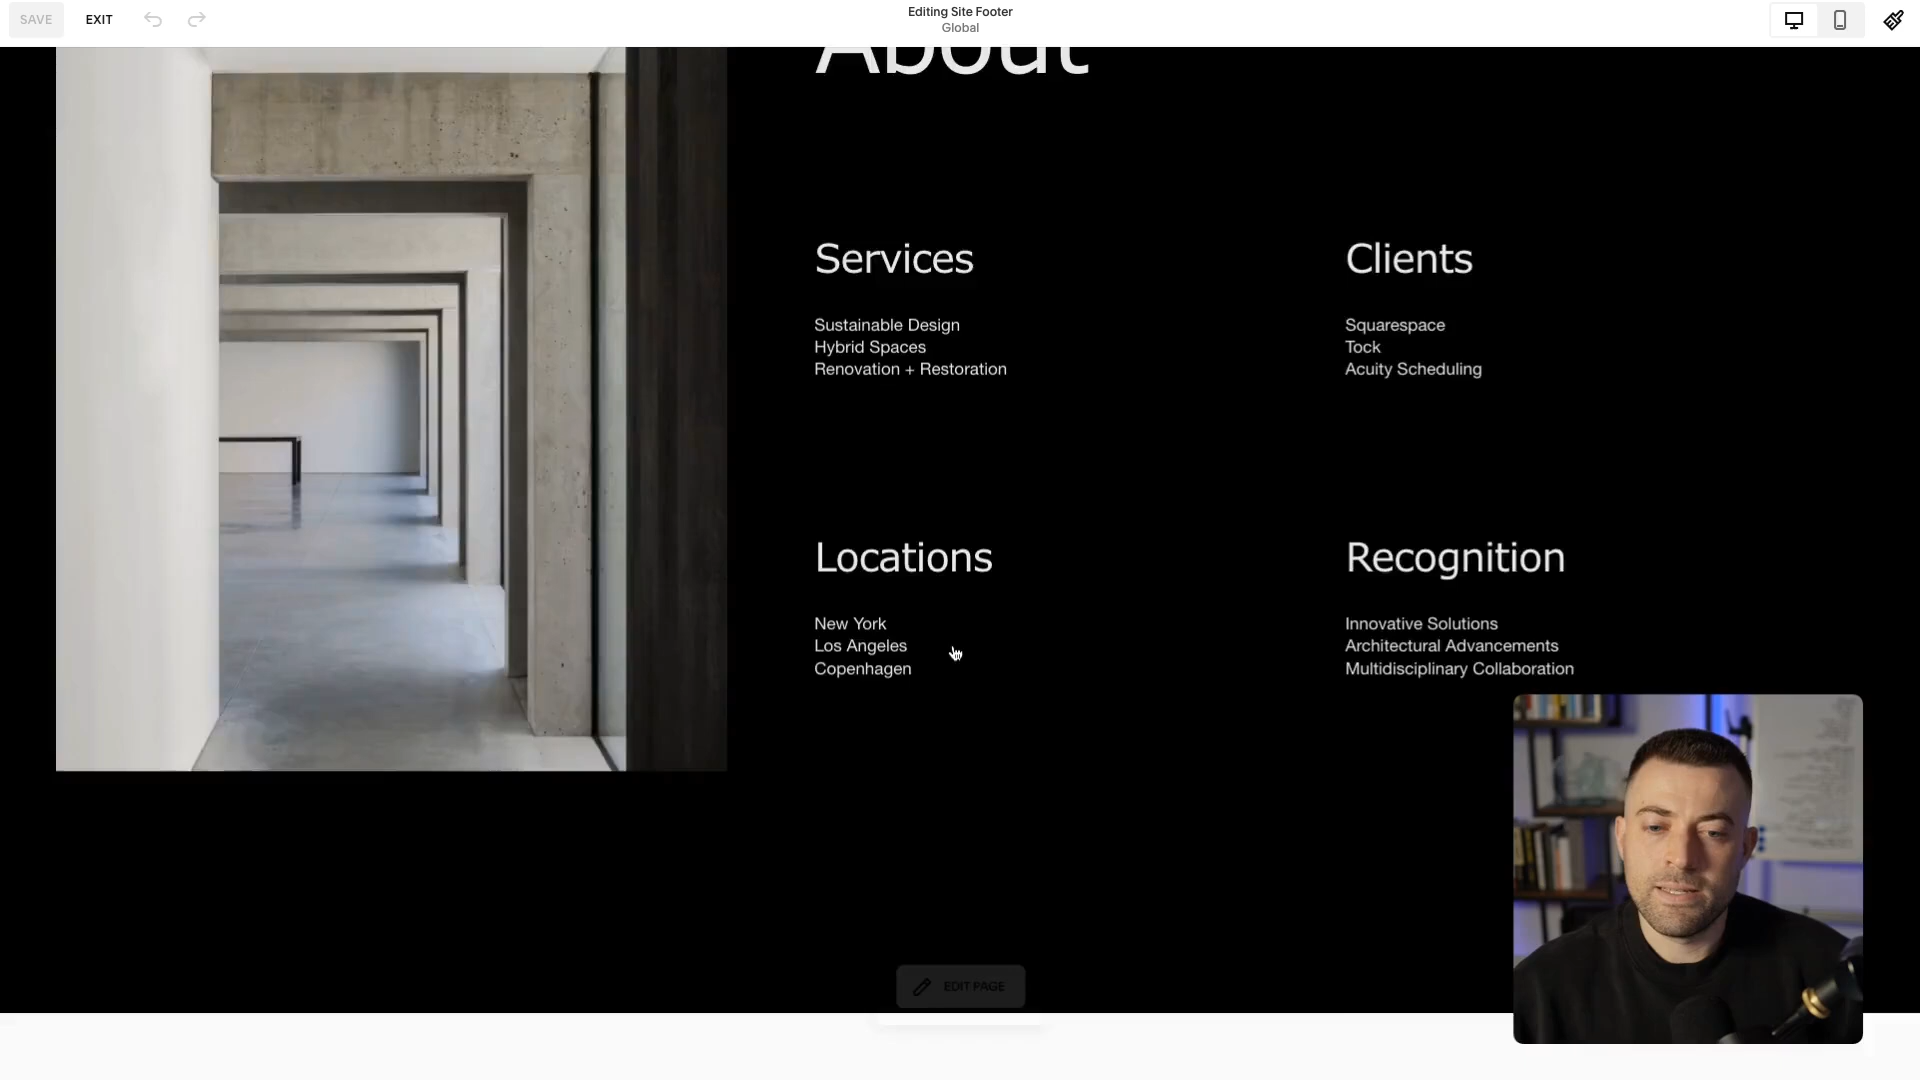 SAVE
EXIT
Editing Site Footer
Global
About
Services
Sustainable Design
Hybrid Spaces
Renovation + Restoration
Clients
Squarespace
Tock
Acuity Scheduling
Locations
New York
Los Angeles
Copenhagen
Recognition
Innovative Solutions
Architectural Advancements
Multidisciplinary Collaboration
EDIT PAGE